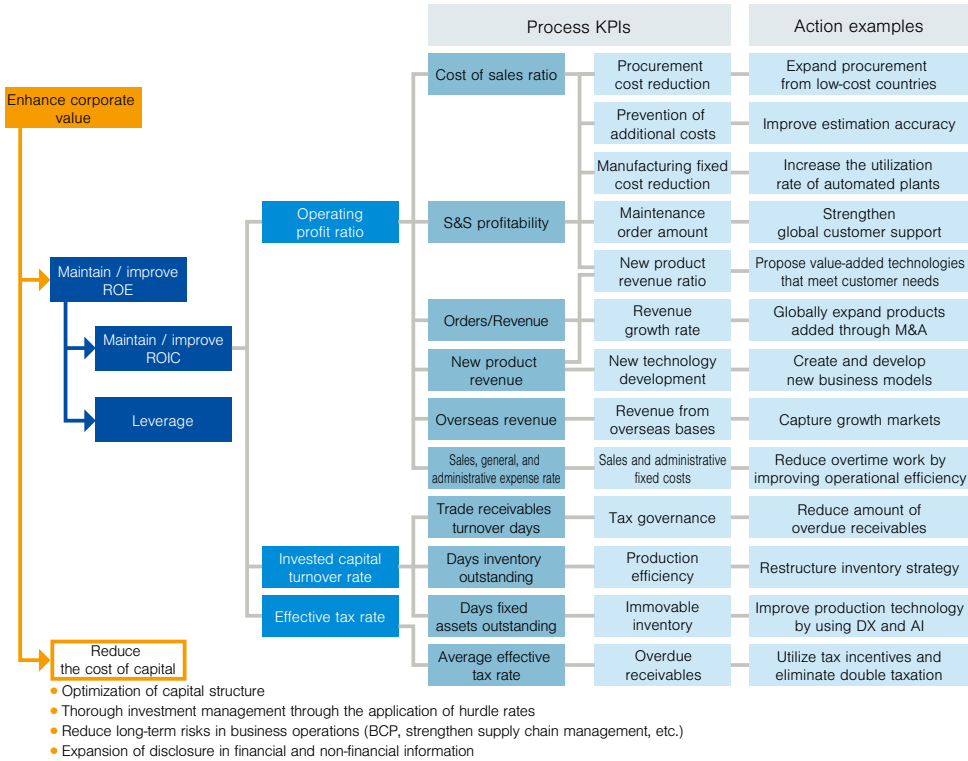 Process KPIs
Action examples
Enhance corporate
value
Maintain / improve
ROE
Maintain / improve
ROIC
Leverage
Reduce
the cost of capital
Operating
profit ratio
Invested capital
turnover rate
Effective tax rate
Cost of sales ratio
S&S profitability
Orders/Revenue
New product
revenue
Overseas revenue
Sales, general, and
administrative expense rate
Trade receivables
turnover days
Days inventory
outstanding
Days fixed
assets outstanding
Average effective
tax rate
Procurement
cost reduction
Prevention of
additional costs
Manufacturing fixed
cost reduction
Maintenance
order amount
New product
revenue ratio
Revenue
growth rate
New technology
development
Revenue from
overseas bases
Sales and administrative
fixed costs
Tax governance
Production
efficiency
Immovable
inventory
Overdue
receivables
Expand procurement
from low-cost countries
Improve estimation accuracy
Increase the utilization
rate of automated plants
Strengthen
global customer support
Propose value-added technologies
that meet customer needs
Globally expand products
added through M&A
Create and develop
new business models
Capture growth markets
Reduce overtime work by
improving operational efficiency
Reduce amount of
overdue receivables
Restructure inventory strategy
Improve production technology
by using DX and AI
Utilize tax incentives and
eliminate double taxation
• Optimization of capital structure
• Thorough investment management through the application of hurdle rates
• Reduce long-term risks in business operations (BCP, strengthen supply chain management, etc.)
• Expansion of disclosure in financial and non-financial information